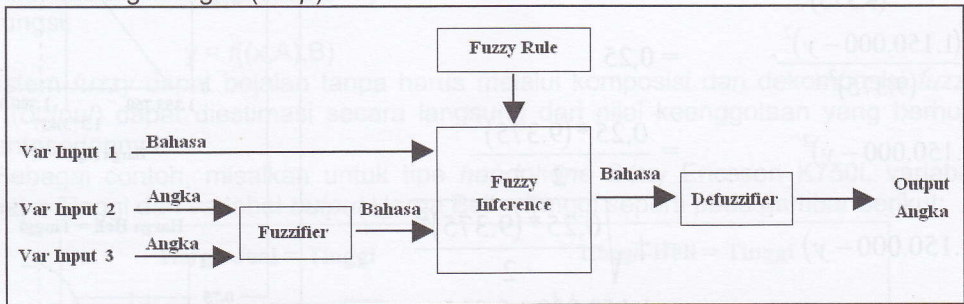 Fuzzy Rule
Var Input 1
Bahasa
Fuzzy
Inference
Bahasa
Output
Angka
Var Input 2
Angka
Bahasa
Defuzzifier
Var Input 3
Angka
Fuzzifier